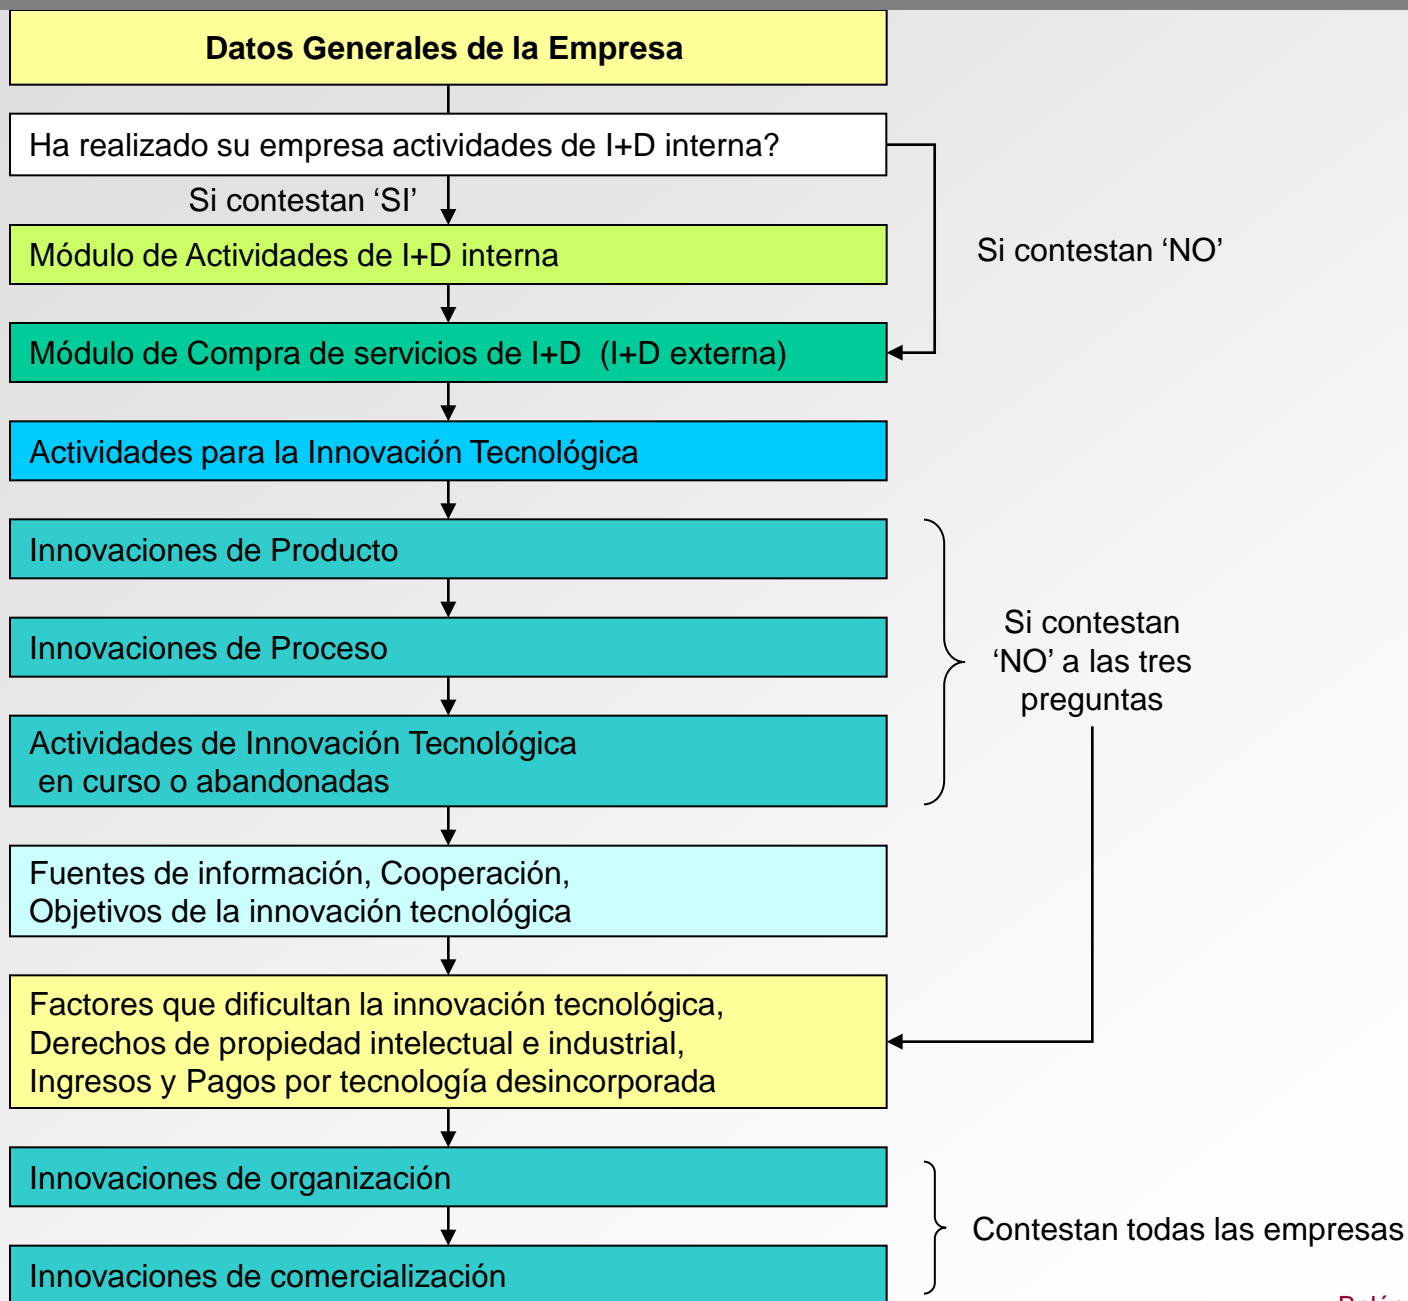 Datos Generales de la Empresa
Ha realizado su empresa actividades de I+D interna?
Si contestan ‘SI’
Módulo de Actividades de I+D interna
Si contestan ‘NO’
Módulo de Compra de servicios de I+D (I+D externa)
Actividades para la Innovación Tecnológica
Innovaciones de Producto
Innovaciones de Proceso
Actividades de Innovación Tecnológica
en curso o abandonadas
Si contestan
‘NO’ a las tres
preguntas
Fuentes de información, Cooperación,
Objetivos de la innovación tecnológica
Factores que dificultan la innovación tecnológica,
Derechos de propiedad intelectual e industrial,
Ingresos y Pagos por tecnología desincorporada
Innovaciones de organización
Innovaciones de comercialización
Contestan todas las empresas